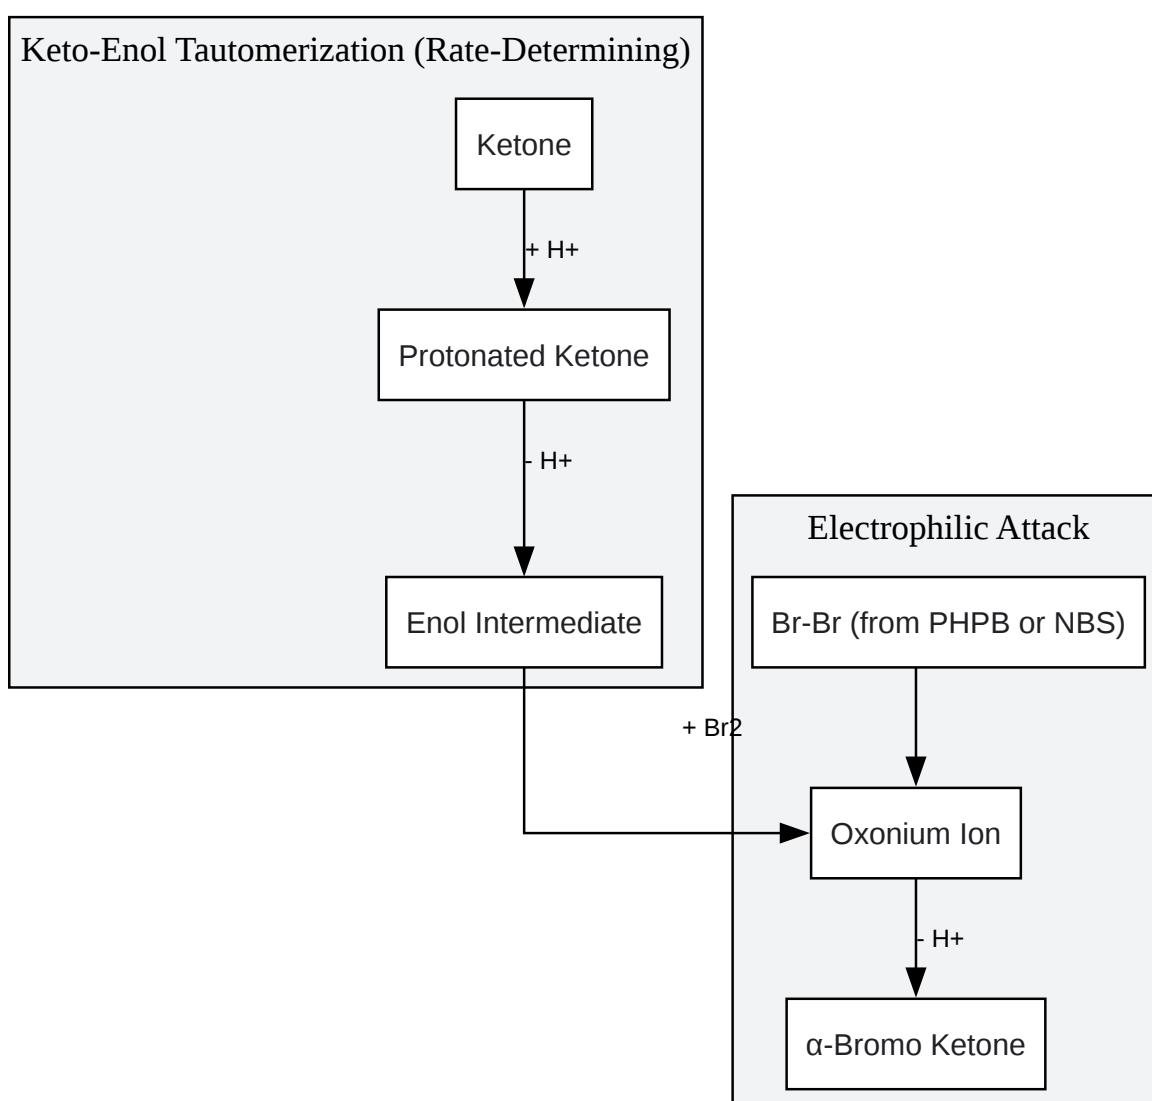 Keto-Enol Tautomerization (Rate-Determining)
Ketone
+ H+
Protonated Ketone
- H+
Enol Intermediate
+ Br2
Electrophilic Attack
Br-Br (from PHPB or NBS)
Oxonium Ion
- H+
α-Bromo Ketone